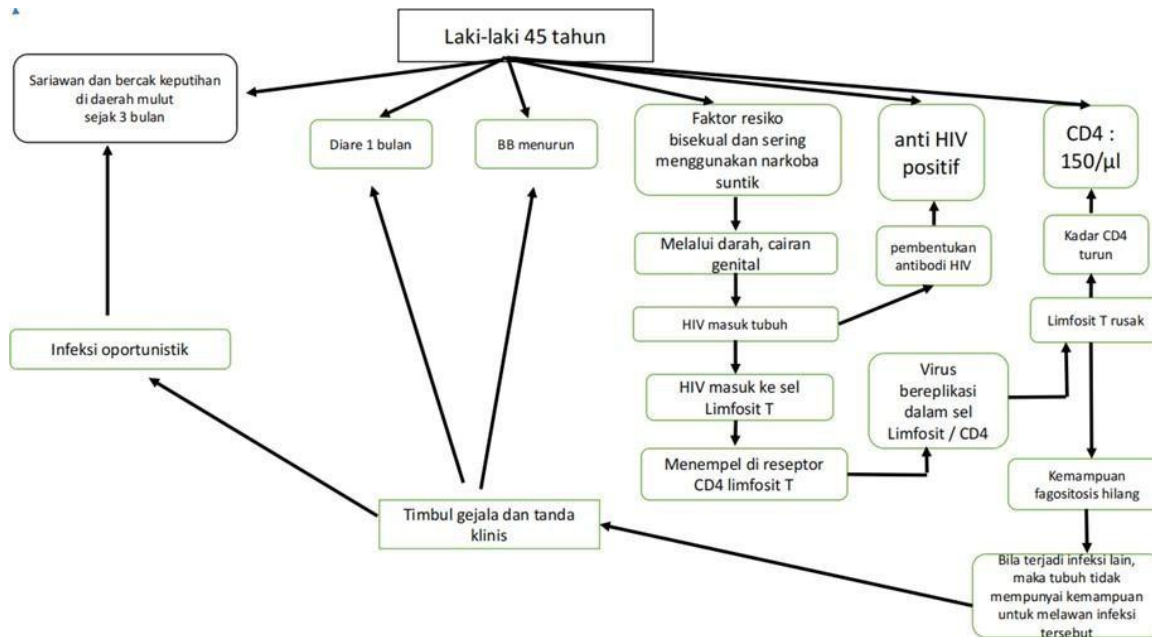 Laki-laki 45 tahun
Sariawan dan bercak keputihan
di daerah mulut
sejak 3 bulan
Diare 1 bulan
BB menurun
Faktor resiko
bisekual dan sering
menggunakan narkoba
suntik
anti HIV
positif
CD4 :
150/µl
Melalui darah, cairan
genital
pembentukan
antibodi HIV
Kadar CD4
turun
HIV masuk tubuh
Limfosit T rusak
Infeksi oportunistik
HIV masuk ke sel
Limfosit T
Virus
bereplikasi
dalam sel
Limfosit / CD4
Menempel di reseptor
CD4 limfosit T
Kemampuan
fagositosis hilang
Timbul gejala dan tanda
klinis
Bila terjadi infeksi lain,
maka tubuh tidak
mempunyai kemampuan
untuk melawan infeksi
tersebut